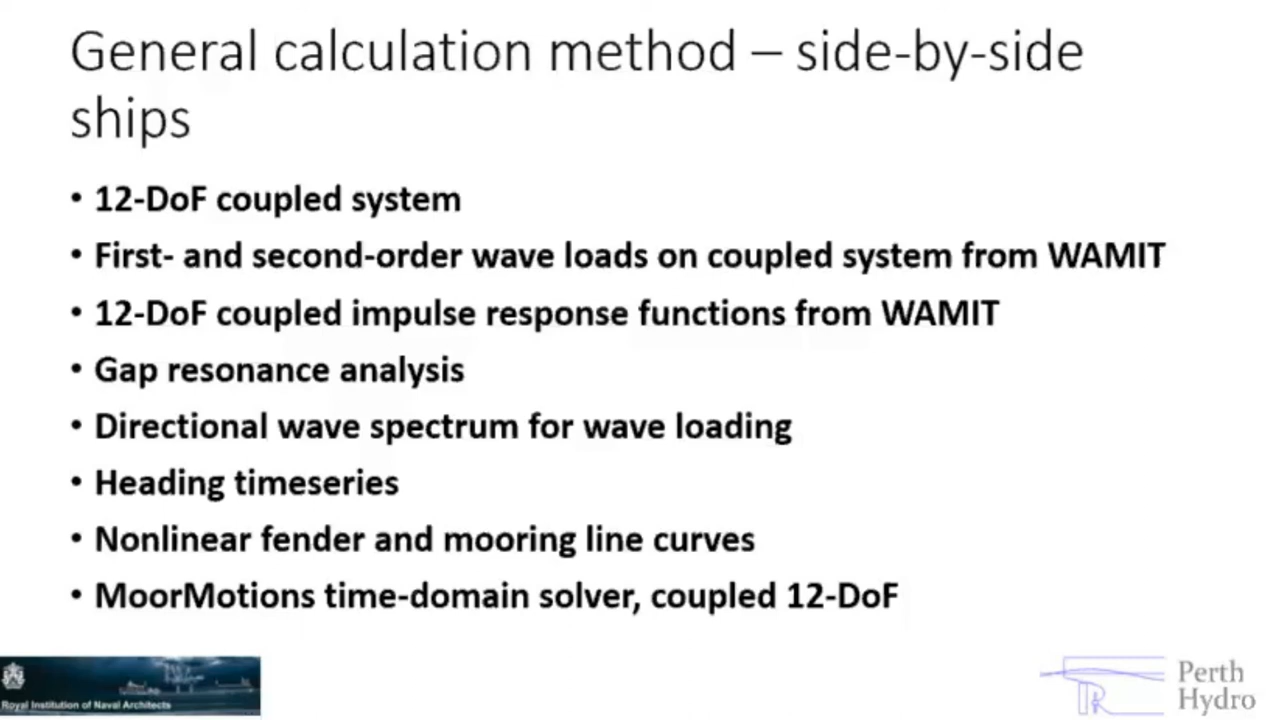 General calculation method – side-by-side
ships
• 12-DoF coupled system
• First- and second-order wave loads on coupled system from WAMIT
• 12-DoF coupled impulse response functions from WAMIT
• Gap resonance analysis
• Directional wave spectrum for wave loading
• Heading timeseries
• Nonlinear fender and mooring line curves
• MoorMotions time-domain solver, coupled 12-DoF
Royal Institution of Naval Architects
Perth
Hydro